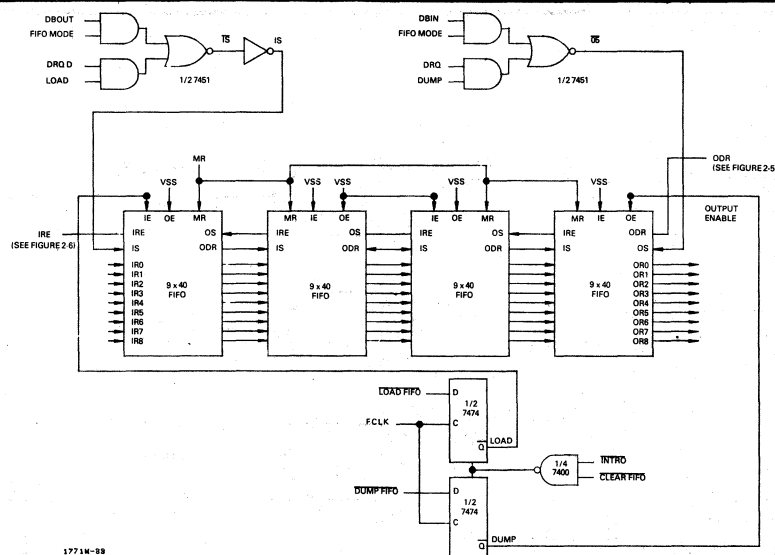 DBOUT
FIFO MODE
DRQ D
LOAD
IS
IS
1/2 7451
DBIN
FIFO MODE
DRQ
DUMP
OS
1/2 7451
MR
ODR
(SEE FIGURE 2-5
VSS
VSS
VSS
VSS
VSS
OUTPUT
ENABLE
IE
OE
MR
MR
IE
OE
IE
OE
MR
MR
IE
OE
IRE
(SEE FIGURE 2-6)
IRE
OS
IS
ODR
IRE
OS
IS
ODR
IRE
OS
IS
ODR
IRE
ODR
IS
OS
IR0
IR1
IR2
IR3
IR4
IR5
IR6
IR7
IR8
9 x 40
FIFO
9 x 40
FIFO
9 x 40
FIFO
9 x 40
FIFO
OR0
OR1
OR2
OR3
OR4
OR5
OR6
OR7
OR8
LOAD FIFO
D
1/2
7474
FCLK
C
Q
LOAD
1/4
7400
INTRO
CLEAR FIFO
DUMP FIFO
D
1/2
7474
C
Q
DUMP
1771W-89